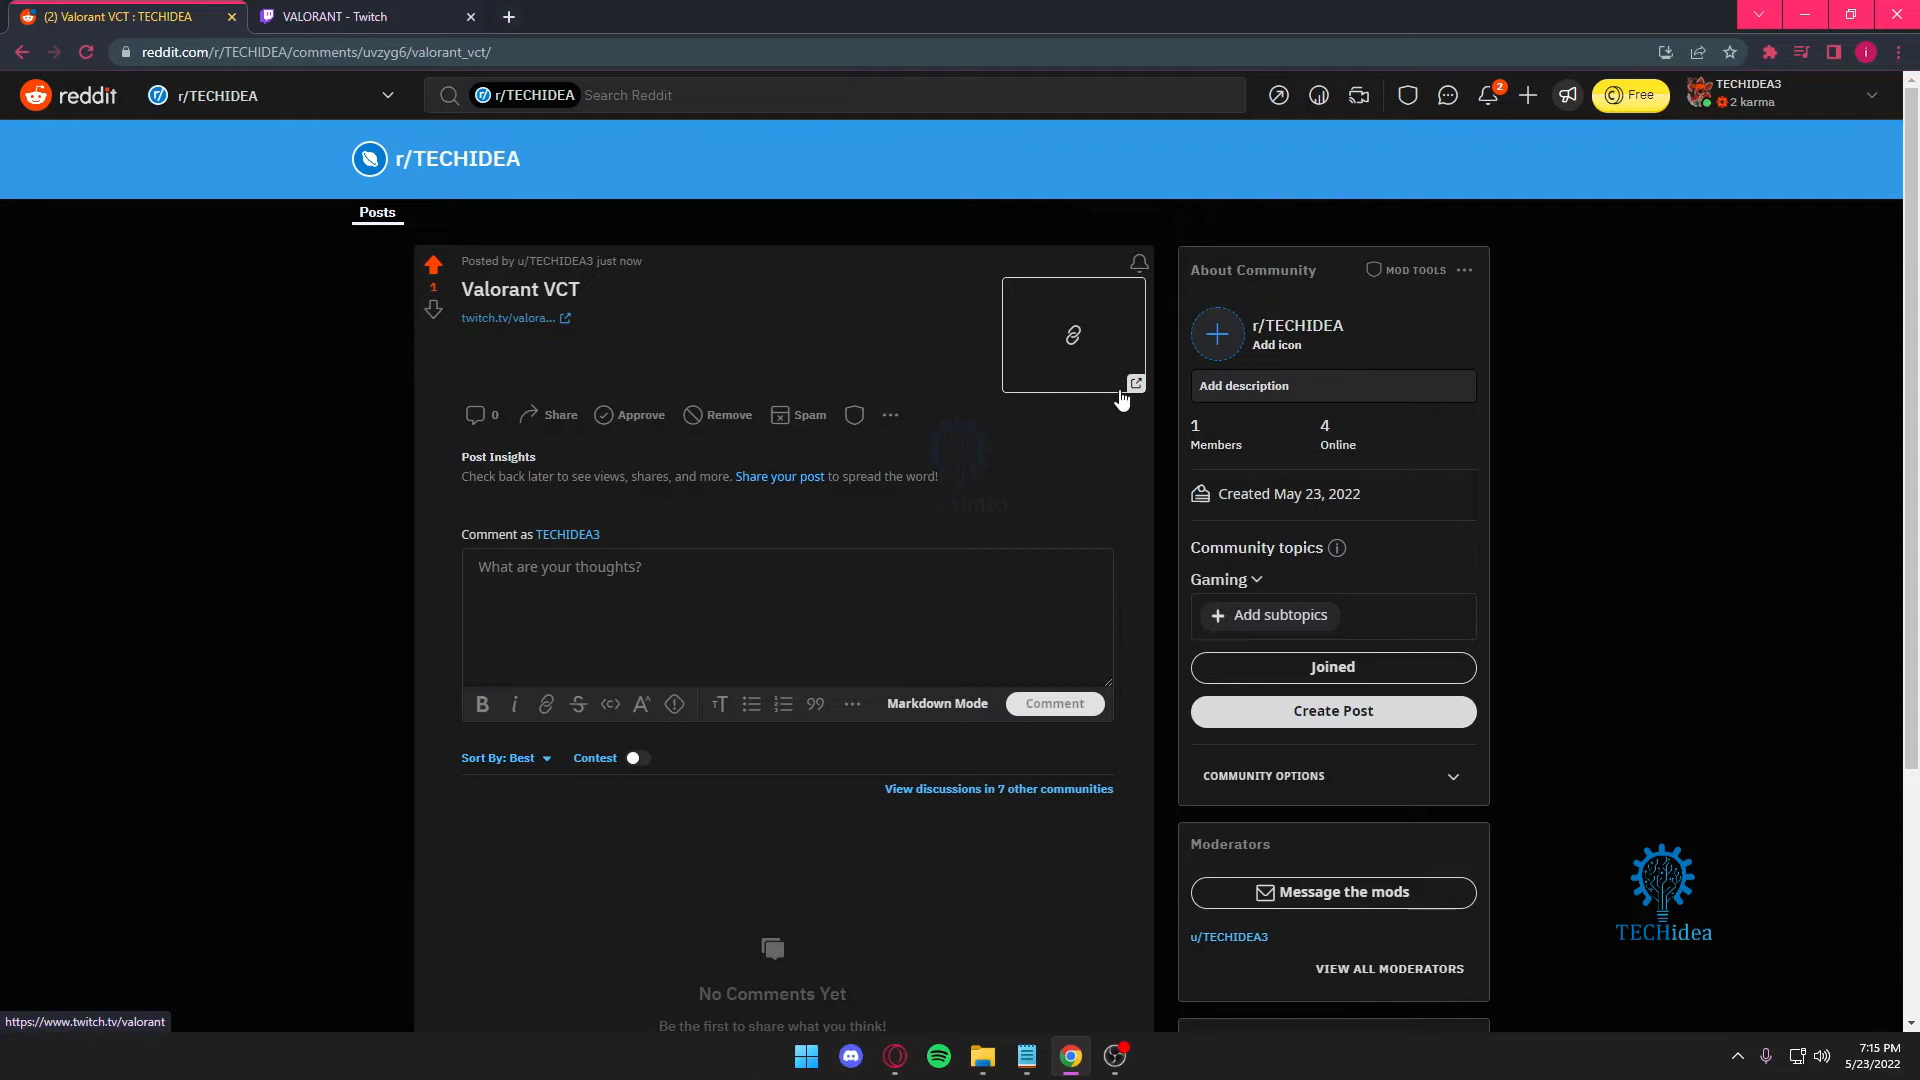 (2) Valorant VCT : TECHIDEA
VALORANT - Twitch
reddit.com/r/TECHIDEA/comments/uvzyg6/valorant_vct/
i
reddit
r/TECHIDEA
r/TECHIDEA
Search Reddit
2
Free
TECHIDEA3
2 karma
r/TECHIDEA
Posts
Posted by u/TECHIDEA3 just now
1
Valorant VCT
twitch.tv/valora...
0
Share
Approve
Remove
Spam
Post Insights
Check back later to see views, shares, and more. Share your post to spread the word!
Comment as TECHIDEA3
What are your thoughts?
Markdown Mode
Comment
Sort By: Best
Contest
View discussions in 7 other communities
No Comments Yet
Be the first to share what you think!
About Community
MOD TOOLS
r/TECHIDEA
Add icon
Add description
1
Members
4
Online
Created May 23, 2022
Community topics
Gaming
Add subtopics
Joined
Create Post
COMMUNITY OPTIONS
Moderators
Message the mods
u/TECHIDEA3
VIEW ALL MODERATORS
TECHidea
https://www.twitch.tv/valorant
7:15 PM
5/23/2022